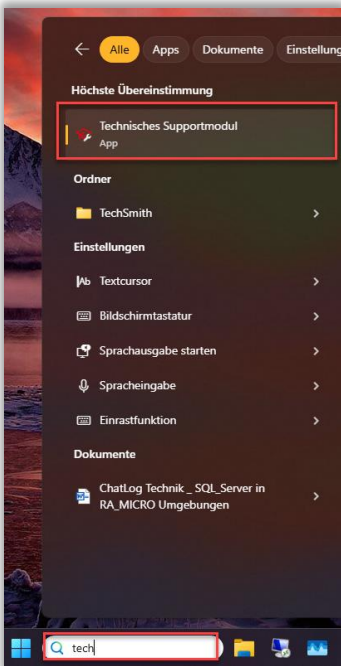 Alle Apps Dokumente Einstellung
Höchste Übereinstimmung
Technisches Supportmodul
App
Ordner
TechSmith
Einstellungen
Textcursor
Bildschirmtastatur
Sprachausgabe starten
Spracheingabe
Einrastfunktion
Dokumente
ChatLog Technik _ SQL_Server in
RA_MICRO Umgebungen
tech